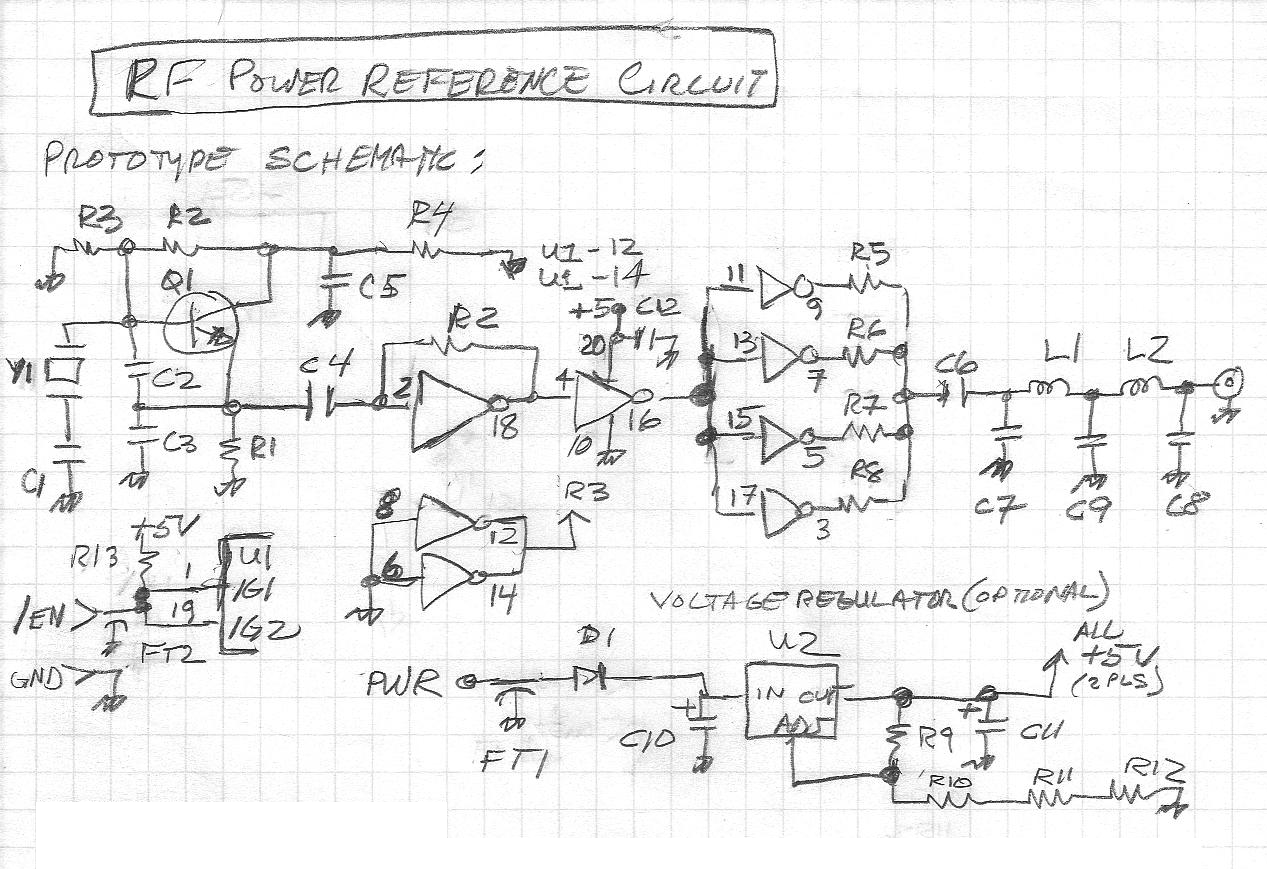 RF POWER REFERENCE CIRCUIT
PROTOTYPE SCHEMATIC:
R3 R2 R4
U1-12
U1-14
R5
Q1
C5
11
9
+5 C12
R2
20
13
R6
7
Y1
C2
C4
2
18
4
16
10
C6
L1 L2
R7
15
5
C3
R1
C1
R8
17
3
C7 C9 C8
8
12
R3
6
14
+5V
R13
U1
1
/G1
/EN
19
/G2
FT2
GND
VOLTAGE REGULATOR (OPTIONAL)
D1
U2
ALL
+5V
(2 PLS)
PWR
IN OUT
ADJ
+
C10
FT1
R9
+
C11
R10 R11 R12